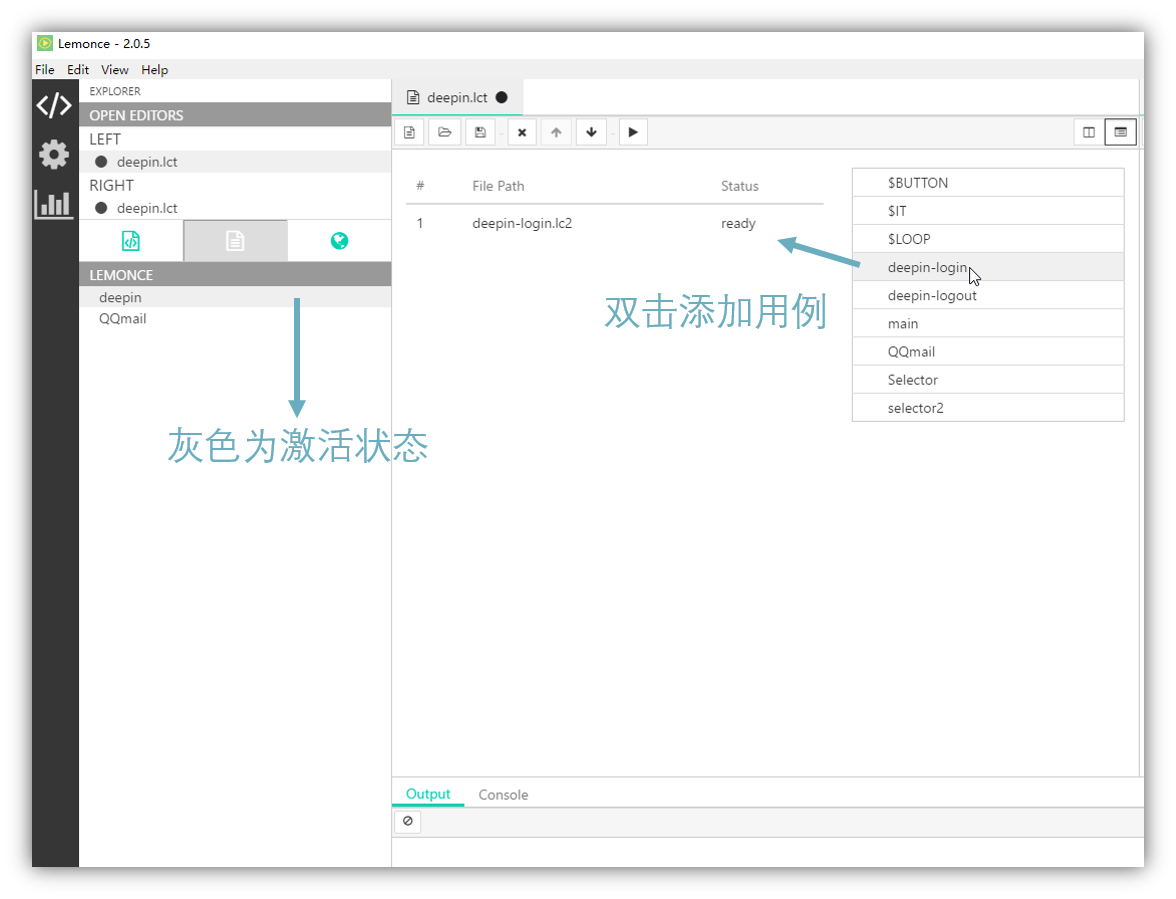 Lemonce - 2.0.5
File Edit View Help
EXPLORER
OPEN EDITORS
LEFT
deepin.lct
RIGHT
deepin.lct
LEMONCE
deepin
QQmail
灰色为激活状态
deepin.lct
# File Path Status
1 deepin-login.lc2 ready
双击添加用例
$BUTTON
$IT
$LOOP
deepin-login
deepin-logout
main
QQmail
Selector
selector2
Output Console